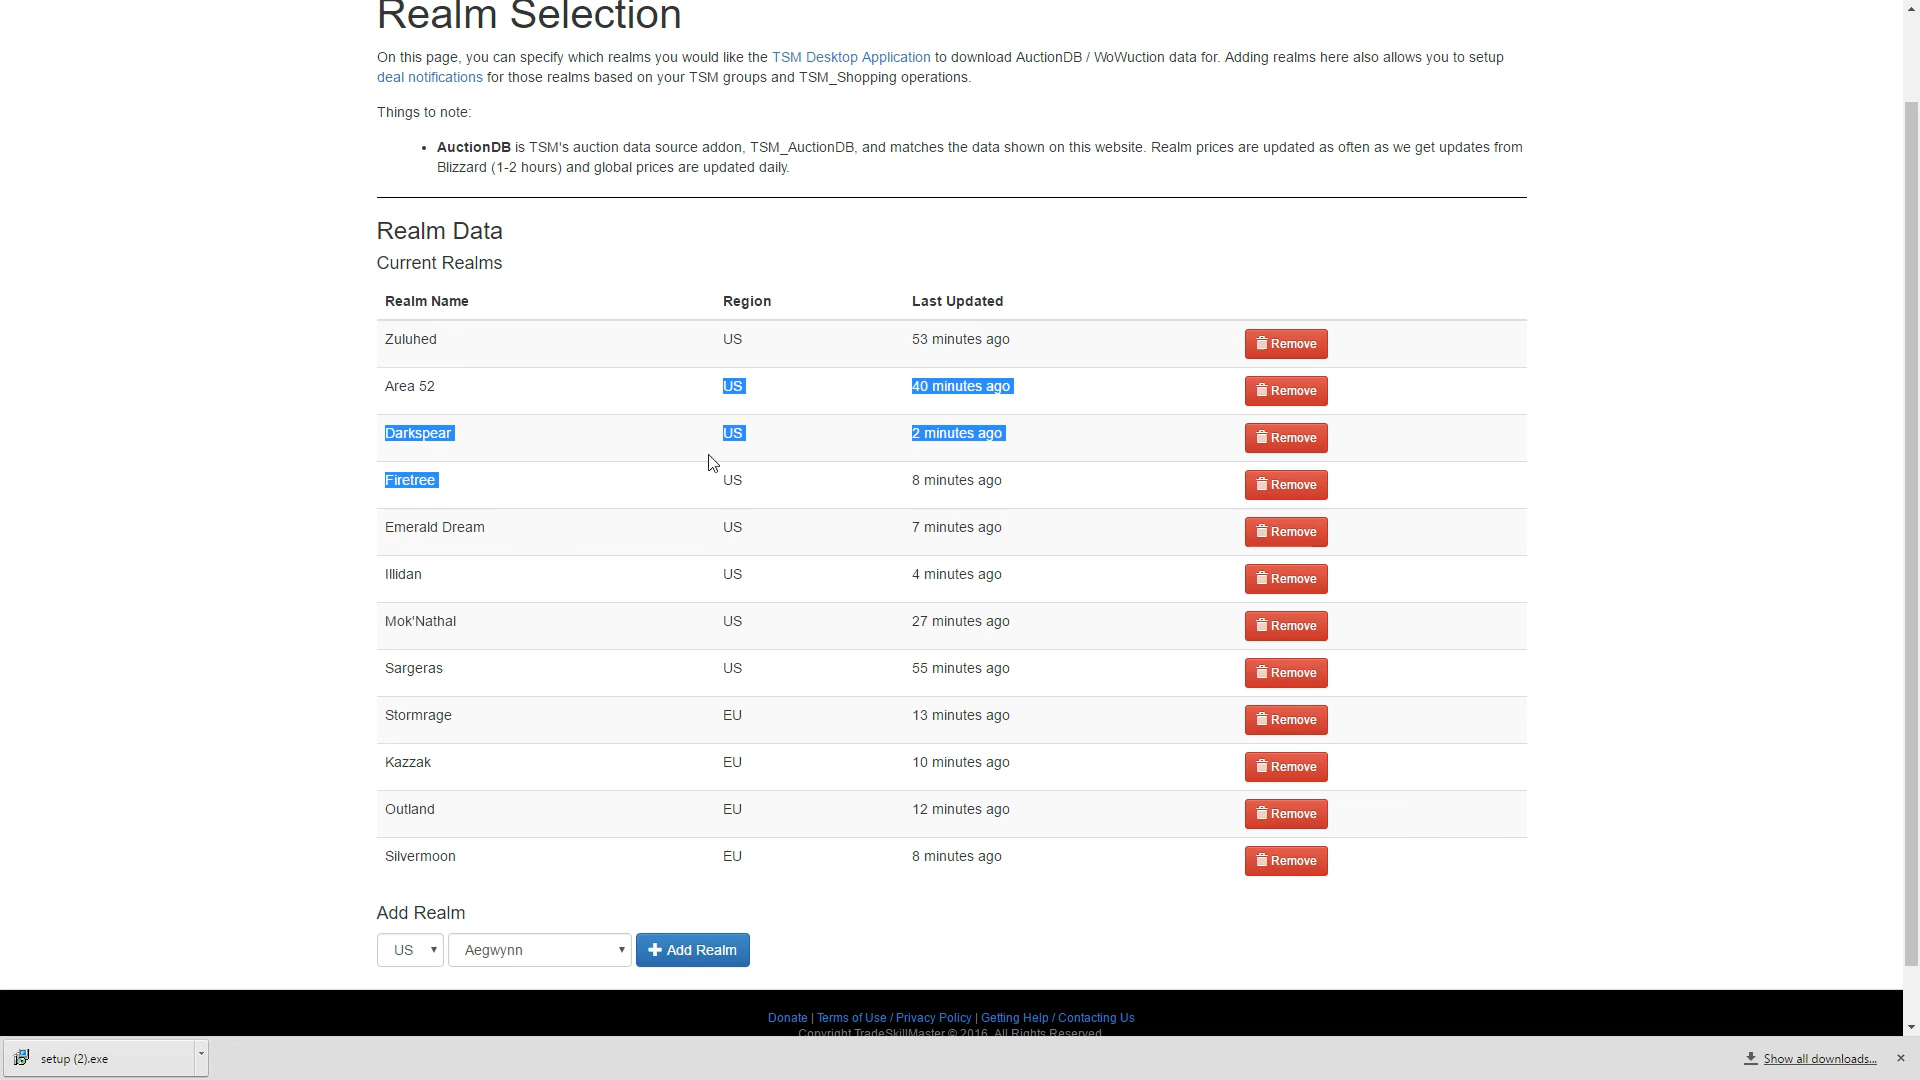 Realm Selection
On this page, you can specify which realms you would like the TSM Desktop Application to download AuctionDB / WoWuction data for. Adding realms here also allows you to setup
deal notifications for those realms based on your TSM groups and TSM_Shopping operations.
Things to note:
• AuctionDB is TSM's auction data source addon, TSM_AuctionDB, and matches the data shown on this website. Realm prices are updated as often as we get updates from
Blizzard (1-2 hours) and global prices are updated daily.
Realm Data
Current Realms
Realm Name Region Last Updated
Zuluhed US 53 minutes ago Remove
Area 52 US 40 minutes ago Remove
Darkspear US 2 minutes ago Remove
Firetree US 8 minutes ago Remove
Emerald Dream US 7 minutes ago Remove
Illidan US 4 minutes ago Remove
Mok'Nathal US 27 minutes ago Remove
Sargeras US 55 minutes ago Remove
Stormrage EU 13 minutes ago Remove
Kazzak EU 10 minutes ago Remove
Outland EU 12 minutes ago Remove
Silvermoon EU 8 minutes ago Remove
Add Realm
US Aegwynn Add Realm
Donate | Terms of Use / Privacy Policy | Getting Help / Contacting Us
Copyright TradeSkillMaster © 2016. All Rights Reserved.
setup (2).exe Show all downloads...